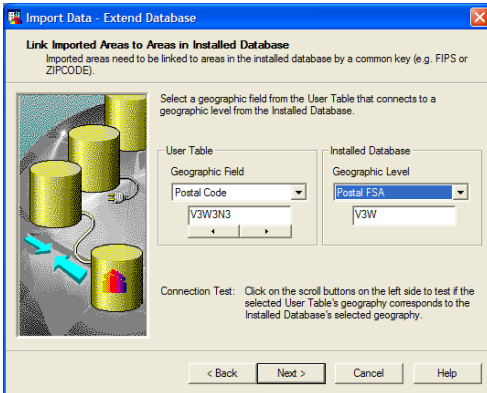 Import Data - Extend Database
Link Imported Areas to Areas in Installed Database
Imported areas need to be linked to areas in the installed database by a common key (e.g. FIPS or
ZIPCODE).
Select a geographic field from the User Table that connects to a
geographic level from the Installed Database.
User Table
Installed Database
Geographic Field
Geographic Level
Postal Code
Postal FSA
V3W3N3
V3W
Connection Test: Click on the scroll buttons on the left side to test if the
selected User Table's geography corresponds to the
Installed Database's selected geography.
< Back
Next >
Cancel
Help